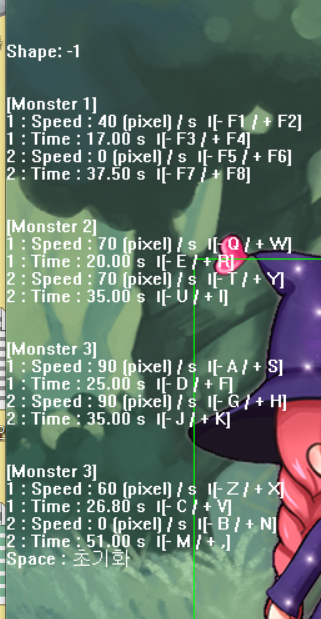 Shape: -1
[Monster 1]
1 : Speed : 40 (pixel) / s  I[- F1 / + F2]
1 : Time : 17.00 s  I[- F3 / + F4]
2 : Speed : 0 (pixel) / s  I[- F5 / + F6]
2 : Time : 37.50 s  I[- F7 / + F8]
[Monster 2]
1 : Speed : 70 (pixel) / s  I[- Q / + W]
1 : Time : 20.00 s  I[- E / + R]
2 : Speed : 70 (pixel) / s  I[- T / + Y]
2 : Time : 35.00 s  I[- U / + I]
[Monster 3]
1 : Speed : 90 (pixel) / s  I[- A / + S]
1 : Time : 25.00 s  I[- D / + F]
2 : Speed : 90 (pixel) / s  I[- G / + H]
2 : Time : 35.00 s  I[- J / + K]
[Monster 3]
1 : Speed : 60 (pixel) / s  I[- Z / + X]
1 : Time : 26.80 s  I[- C / + V]
2 : Speed : 0 (pixel) / s  I[- B / + N]
2 : Time : 51.00 s  I[- M / + ,]
Space : 초기화